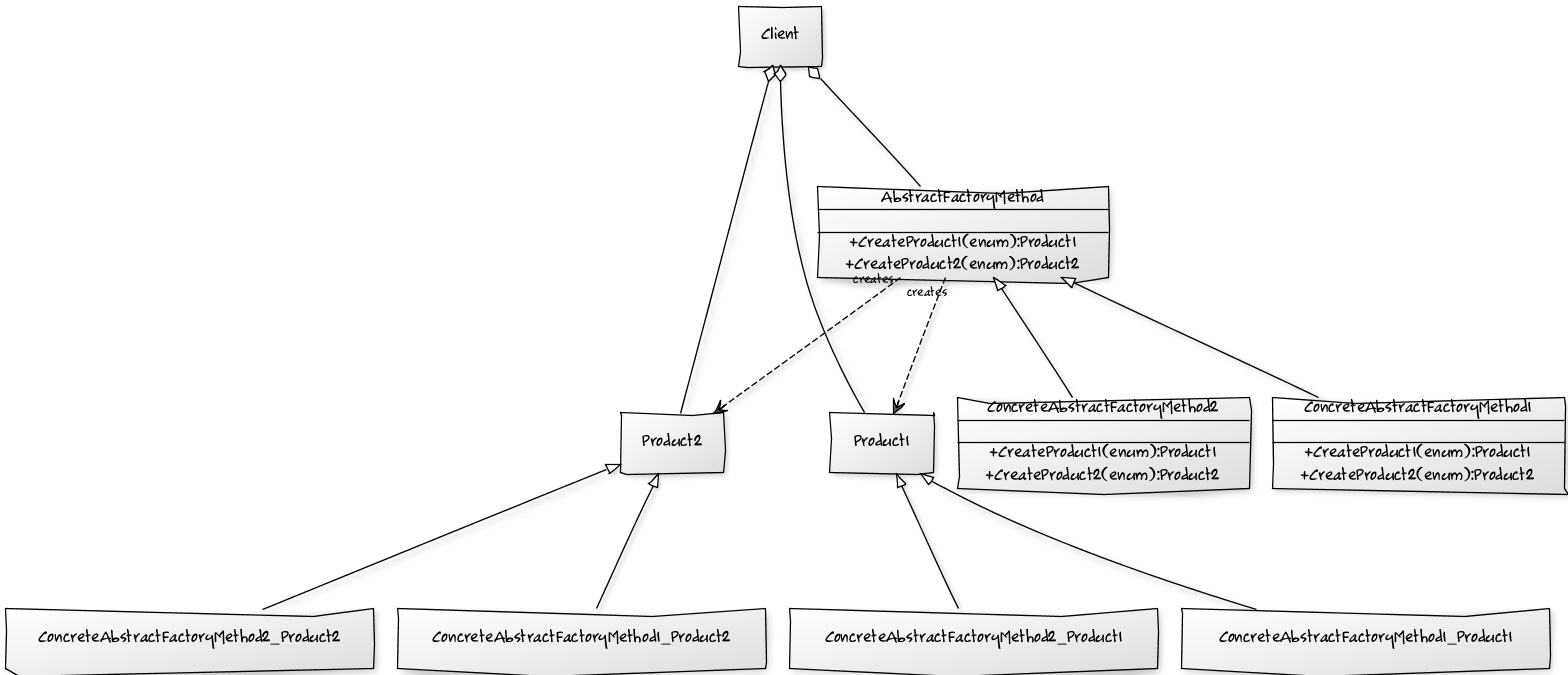 Client
AbstractFactoryMethod
+CreateProduct1(enum):Product1
+CreateProduct2(enum):Product2
creates
creates
Product2
Product1
ConcreteAbstractFactoryMethod2
+CreateProduct1(enum):Product1
+CreateProduct2(enum):Product2
ConcreteAbstractFactoryMethod1
+CreateProduct1(enum):Product1
+CreateProduct2(enum):Product2
ConcreteAbstractFactoryMethod2_Product2
ConcreteAbstractFactoryMethod1_Product2
ConcreteAbstractFactoryMethod2_Product1
ConcreteAbstractFactoryMethod1_Product1